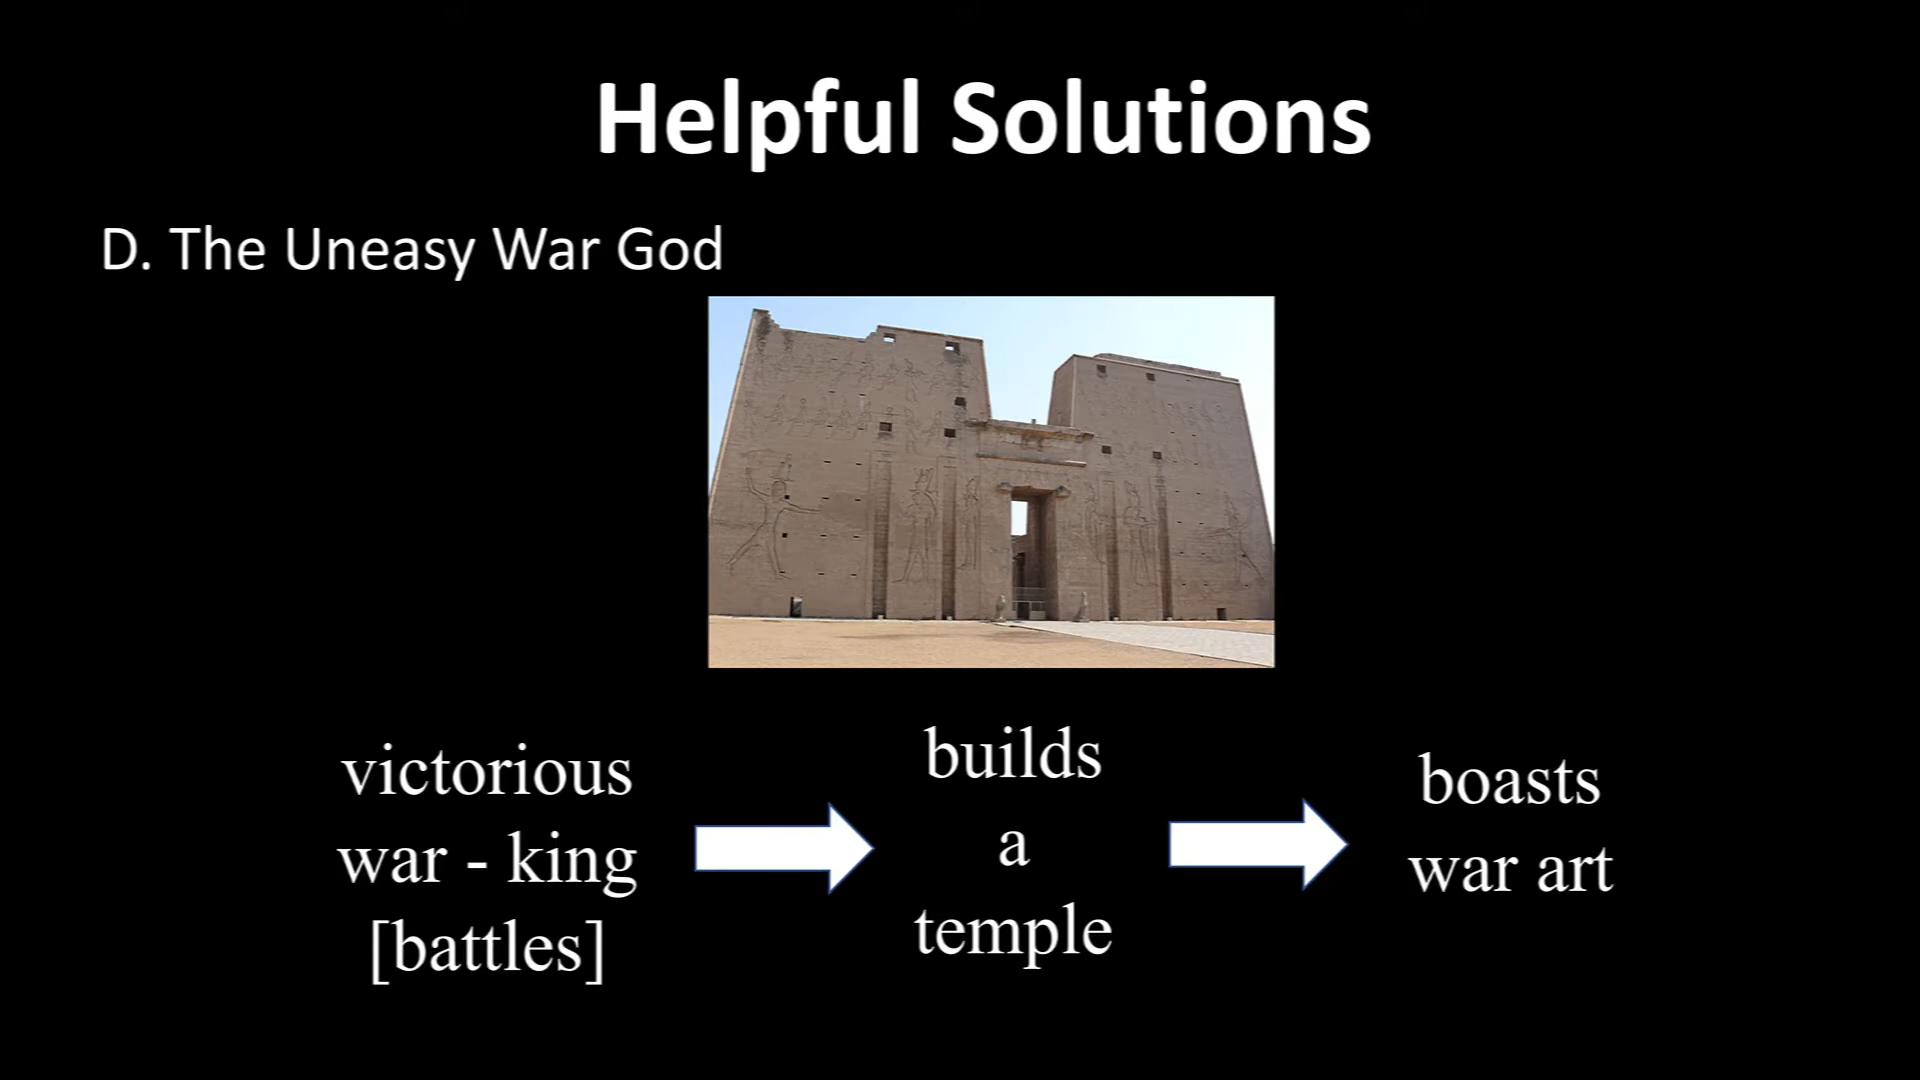 Helpful Solutions
D. The Uneasy War God
victorious
war - king
[battles]
builds
a
temple
boasts
war art